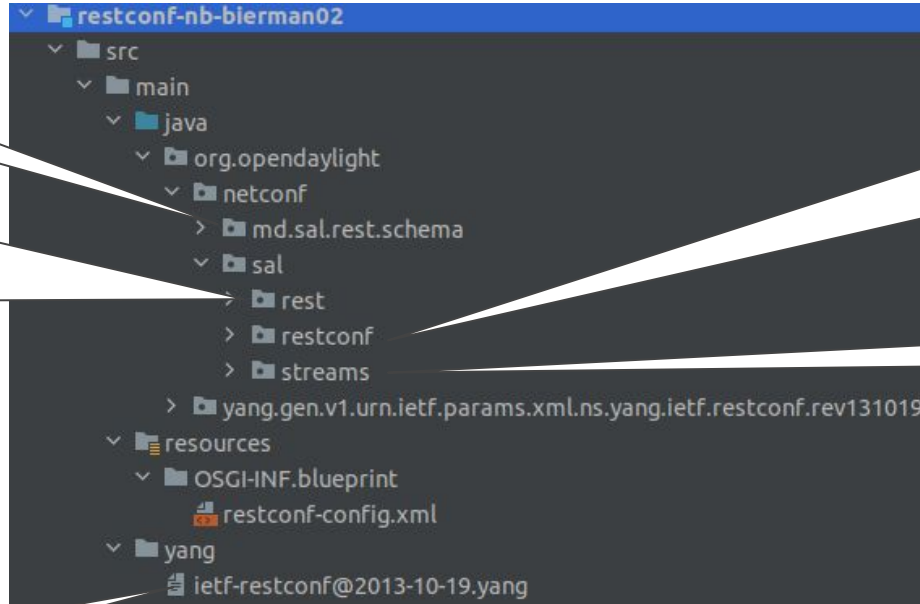 restconf-nb-bierman02
src
main
java
org.opendaylight
netconf
md.sal.rest.schema
sal
rest
restconf
streams
yang.gen.v1.urn.ietf.params.xml.ns.yang.ietf.restconf.rev131019
resources
OSGI-INF.blueprint
restconf-config.xml
yang
ietf-restconf@2013-10-19.yang